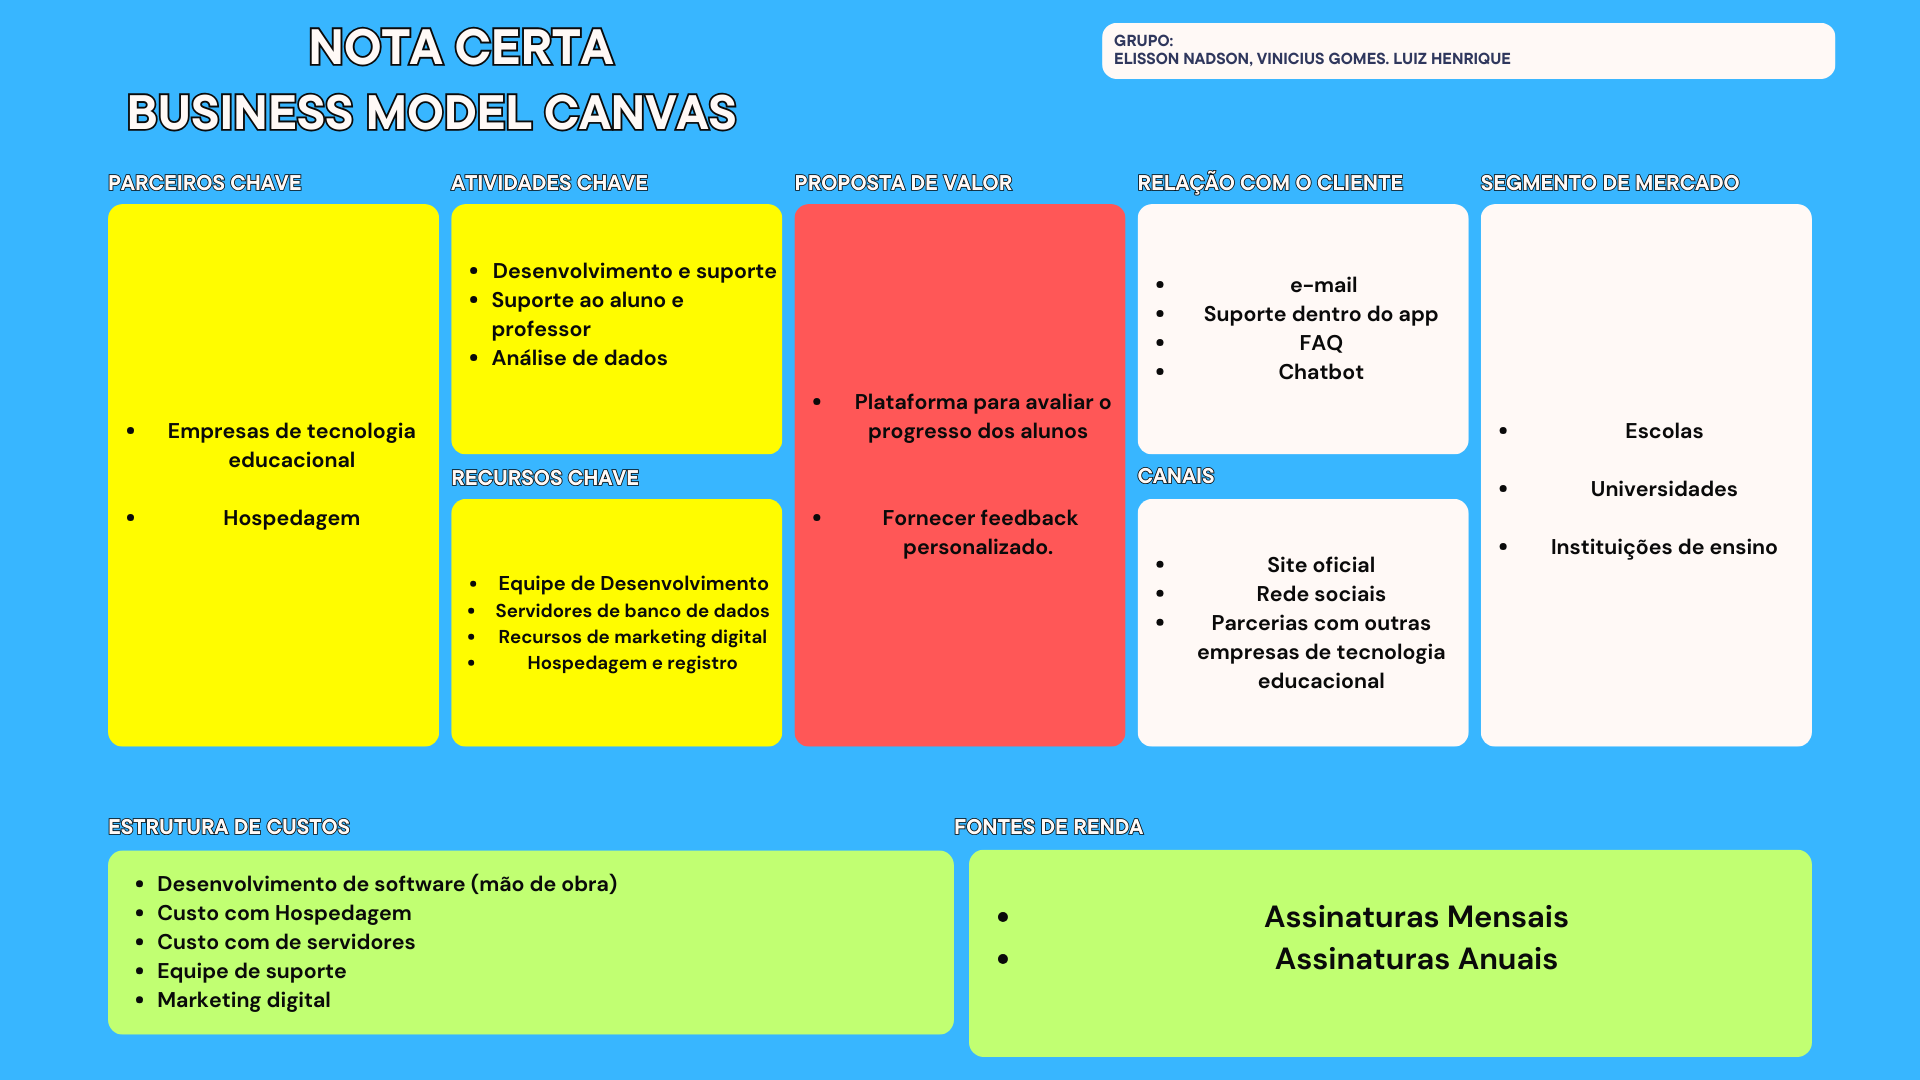 NOTA CERTA
BUSINESS MODEL CANVAS
GRUPO:
ELISSON NADSON, VINICIUS GOMES. LUIZ HENRIQUE
PARCEIROS CHAVE
• Empresas de tecnologia
educacional
• Hospedagem
ATIVIDADES CHAVE
• Desenvolvimento e suporte
• Suporte ao aluno e
professor
• Análise de dados
RECURSOS CHAVE
• Equipe de Desenvolvimento
• Servidores de banco de dados
• Recursos de marketing digital
• Hospedagem e registro
PROPOSTA DE VALOR
• Plataforma para avaliar o
progresso dos alunos
• Fornecer feedback
personalizado.
RELAÇÃO COM O CLIENTE
• e-mail
• Suporte dentro do app
• FAQ
• Chatbot
CANAIS
• Site oficial
• Rede sociais
• Parcerias com outras
empresas de tecnologia
educacional
SEGMENTO DE MERCADO
• Escolas
• Universidades
• Instituições de ensino
ESTRUTURA DE CUSTOS
• Desenvolvimento de software (mão de obra)
• Custo com Hospedagem
• Custo com de servidores
• Equipe de suporte
• Marketing digital
FONTES DE RENDA
• Assinaturas Mensais
• Assinaturas Anuais